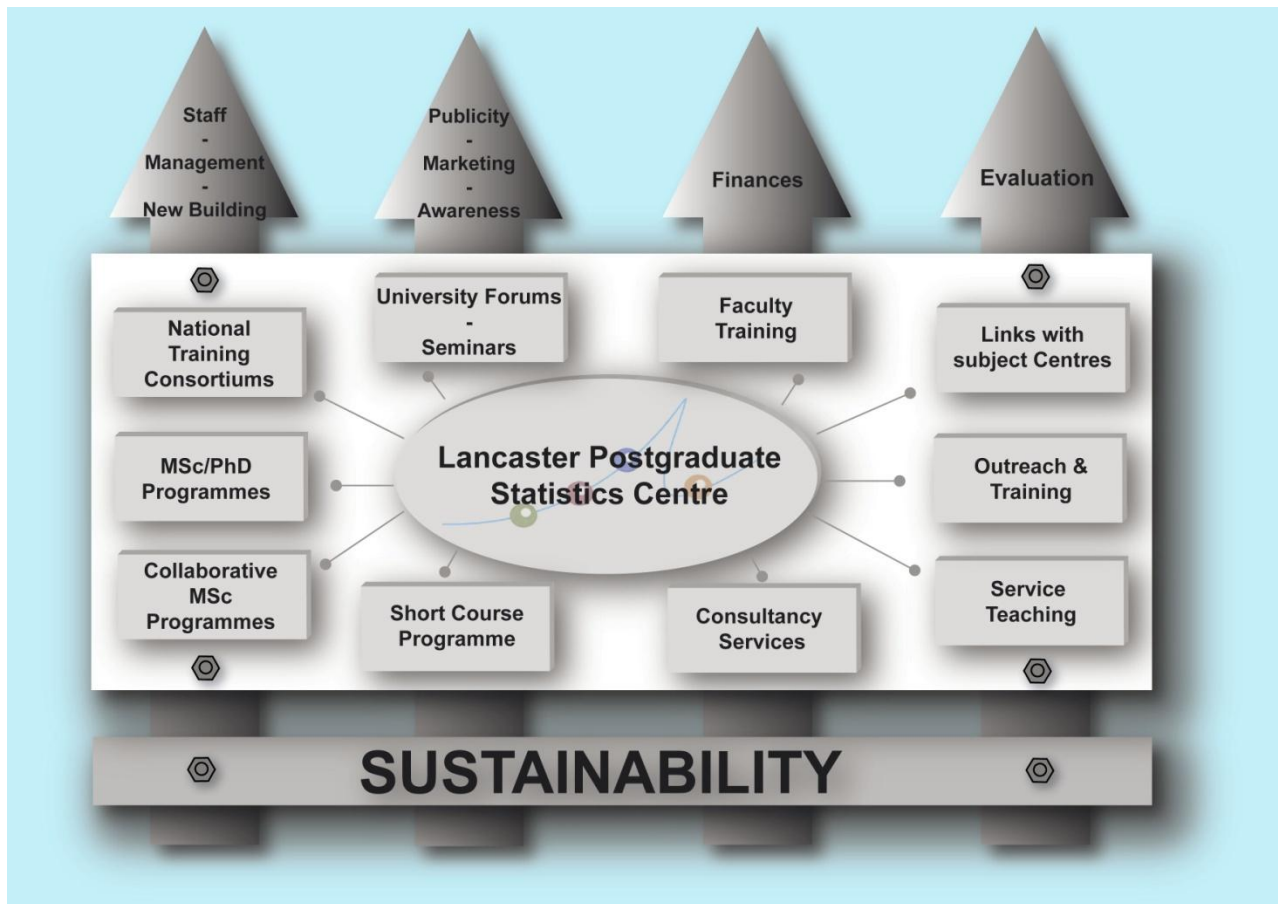 Staff
-
Management
-
New Building
Publicity
-
Marketing
-
Awareness
Finances
Evaluation
National
Training
Consortiums
University Forums
-
Seminars
Faculty
Training
Links with
subject Centres
MSc/PhD
Programmes
Lancaster Postgraduate
Statistics Centre
Outreach &
Training
Collaborative
MSc
Programmes
Short Course
Programme
Consultancy
Services
Service
Teaching
SUSTAINABILITY